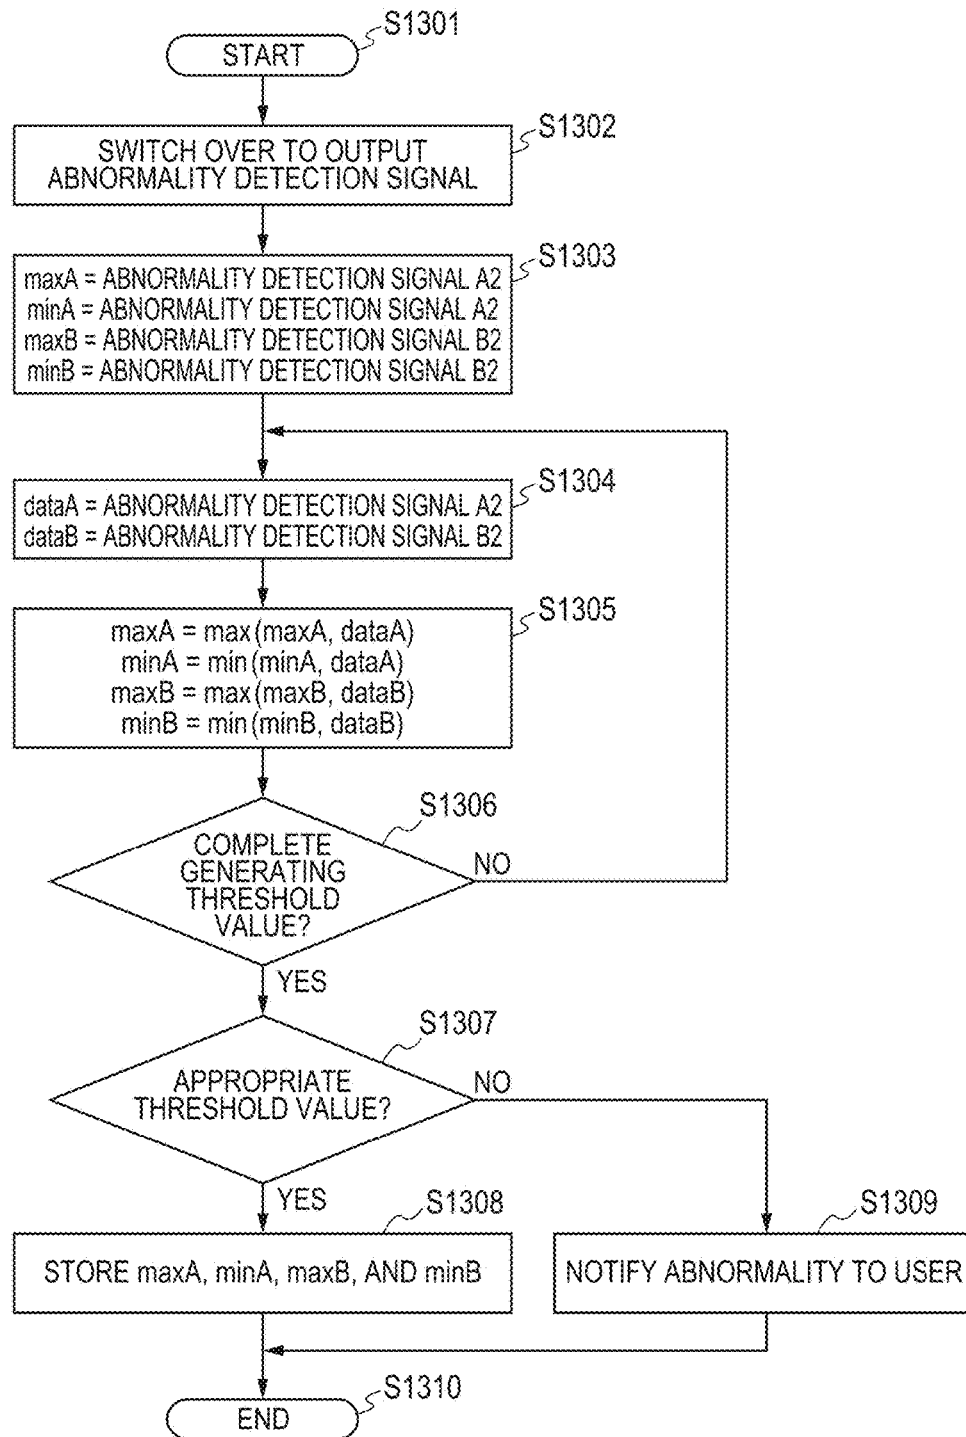 S1301
START
S1302
SWITCH OVER TO OUTPUT
ABNORMALITY DETECTION SIGNAL
S1303
maxA = ABNORMALITY DETECTION SIGNAL A2
minA = ABNORMALITY DETECTION SIGNAL A2
maxB = ABNORMALITY DETECTION SIGNAL B2
minB = ABNORMALITY DETECTION SIGNAL B2
S1304
dataA = ABNORMALITY DETECTION SIGNAL A2
dataB = ABNORMALITY DETECTION SIGNAL B2
S1305
maxA = max (maxA, dataA)
minA = min (minA, dataA)
maxB = max (maxB, dataB)
minB = min (minB, dataB)
S1306
COMPLETE
GENERATING
THRESHOLD
VALUE?
NO
YES
S1307
APPROPRIATE
THRESHOLD VALUE?
NO
YES
S1308
STORE maxA, minA, maxB, AND minB
S1309
NOTIFY ABNORMALITY TO USER
S1310
END